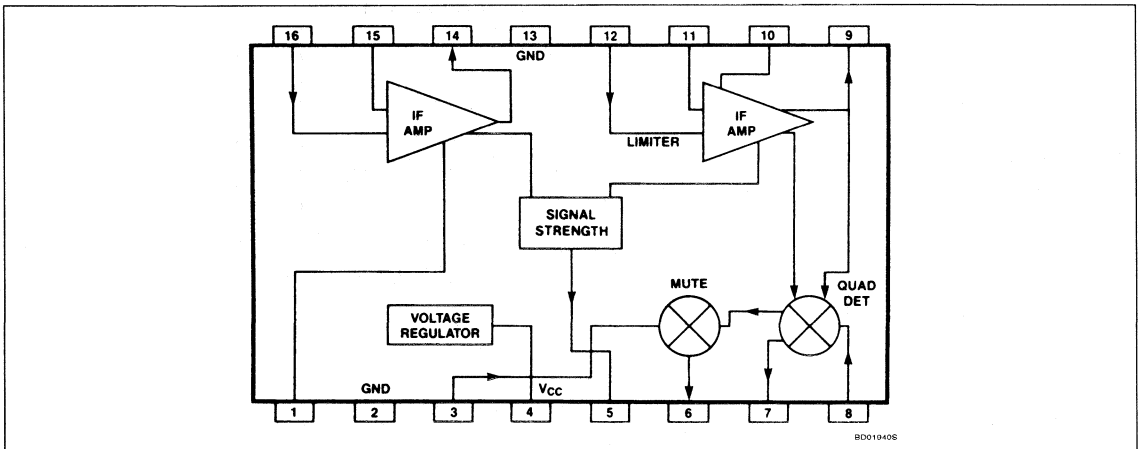 16 15 14 13 12 11 10 9
GND
IF
AMP
IF
AMP
LIMITER
SIGNAL
STRENGTH
MUTE
QUAD
DET
VOLTAGE
REGULATOR
GND
VCC
1 2 3 4 5 6 7 8
BD01940S